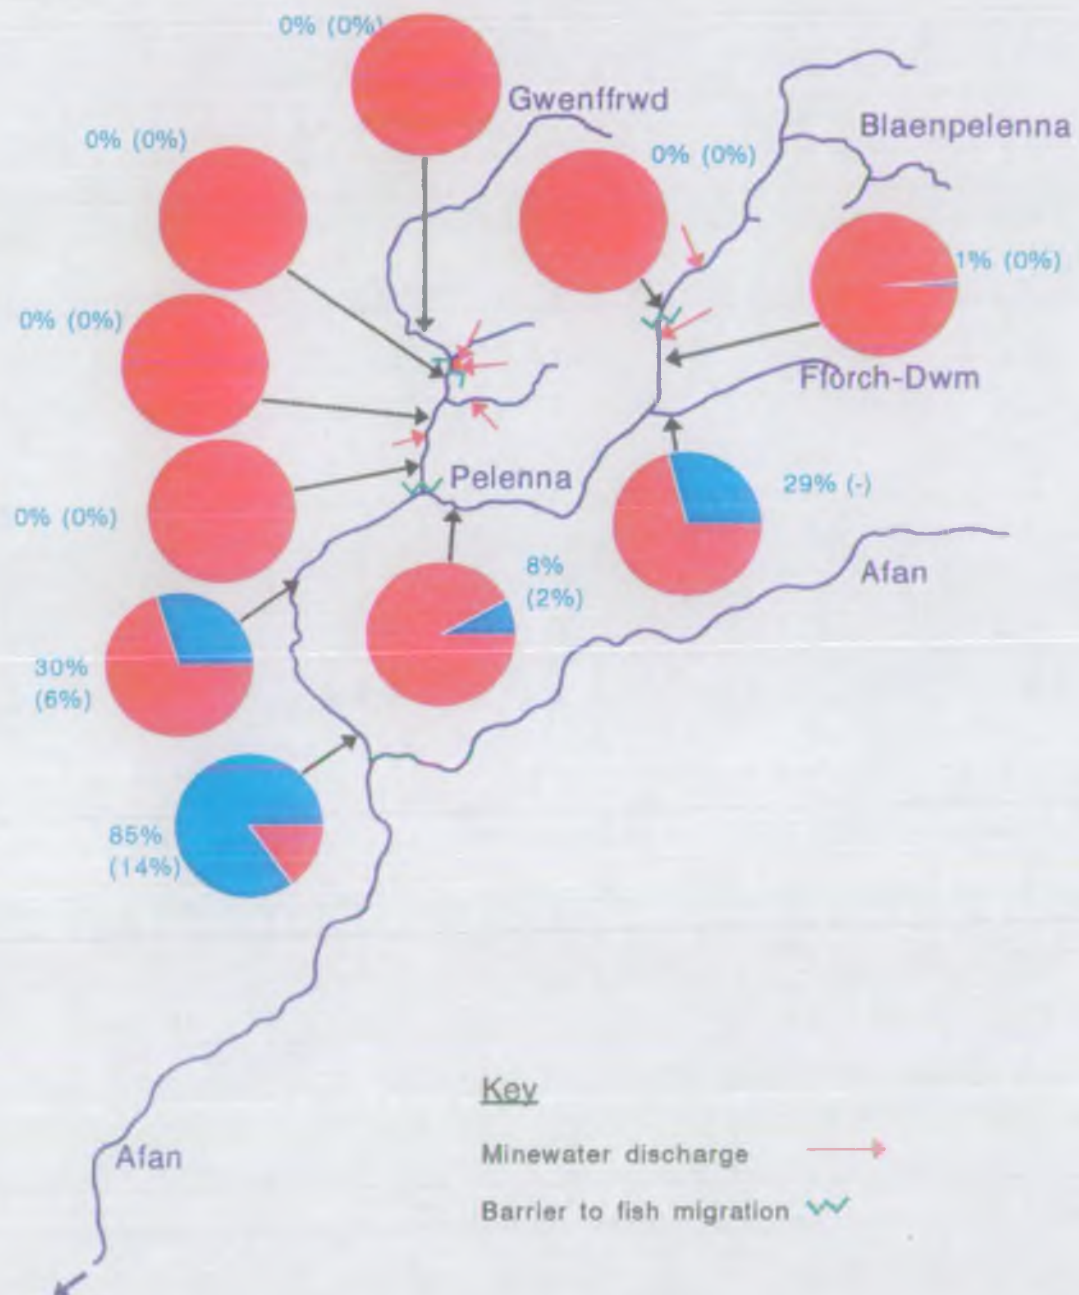 0% (0%)
Gwenffrwd
Blaenpelenna
0% (0%)
0% (0%)
1% (0%)
0% (0%)
Fforch-Dwm
Pelenna
29% (-)
0% (0%)
8%
(2%)
Afan
30%
(6%)
85%
(14%)
Key
Minewater discharge
Barrier to fish migration
Afan